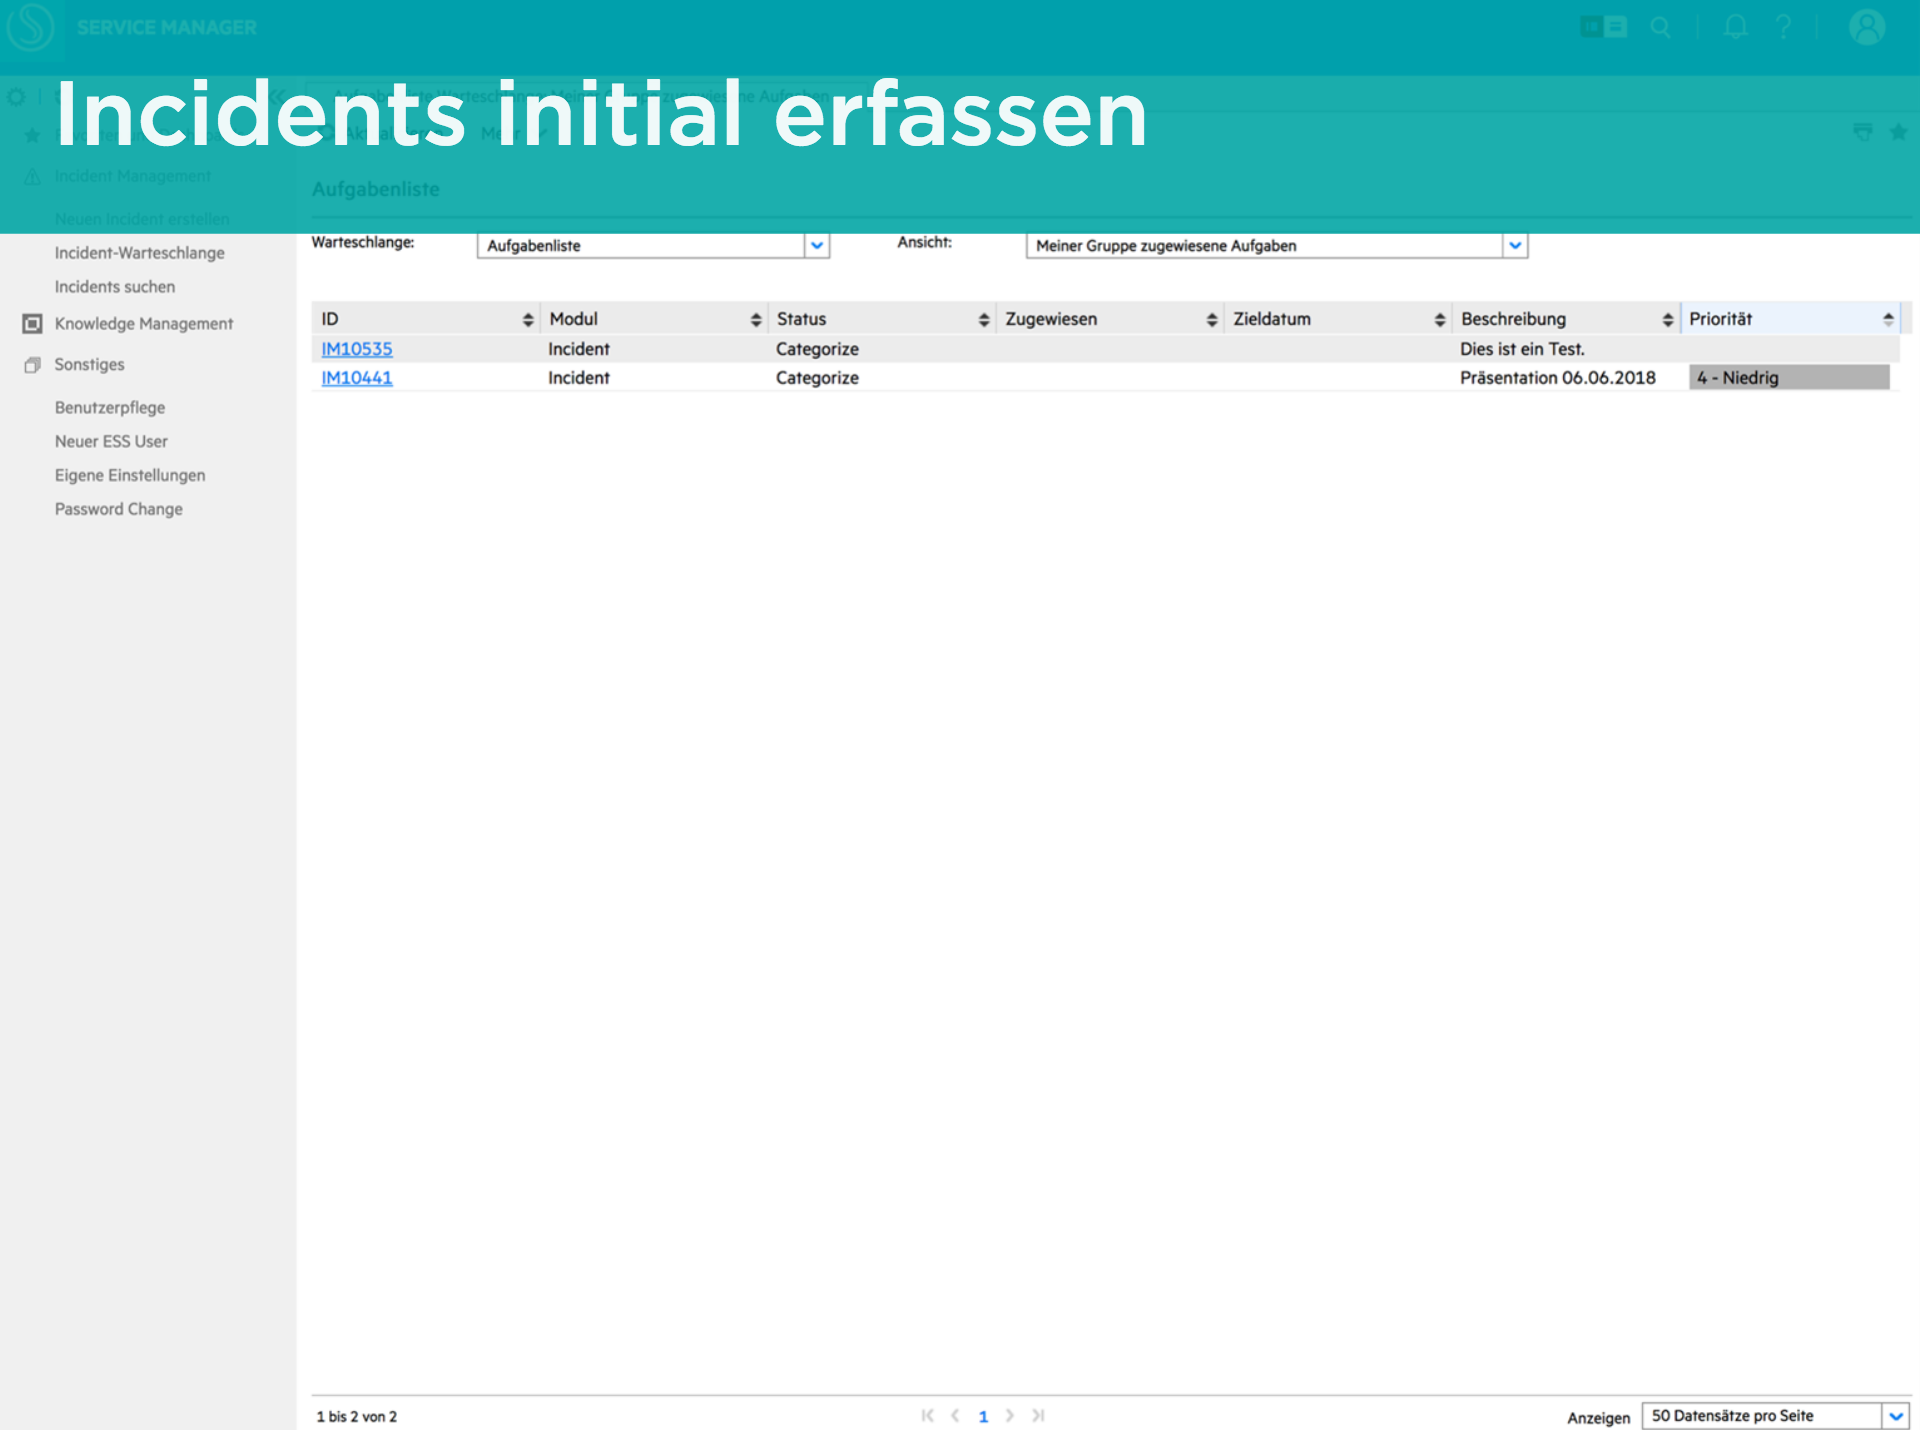 SERVICE MANAGER
Incidents initial erfassen
Incident Management
Neuen Incident erstellen
Incident-Warteschlange
Incidents suchen
Knowledge Management
Sonstiges
Benutzerpflege
Neuer ESS User
Eigene Einstellungen
Password Change
Aufgabenliste
Warteschlange: Aufgabenliste Ansicht: Meiner Gruppe zugewiesene Aufgaben
ID Modul Status Zugewiesen Zieldatum Beschreibung Priorität
IM10535 Incident Categorize Dies ist ein Test.
IM10441 Incident Categorize Präsentation 06.06.2018 4 - Niedrig
1 bis 2 von 2 1 Anzeigen 50 Datensätze pro Seite